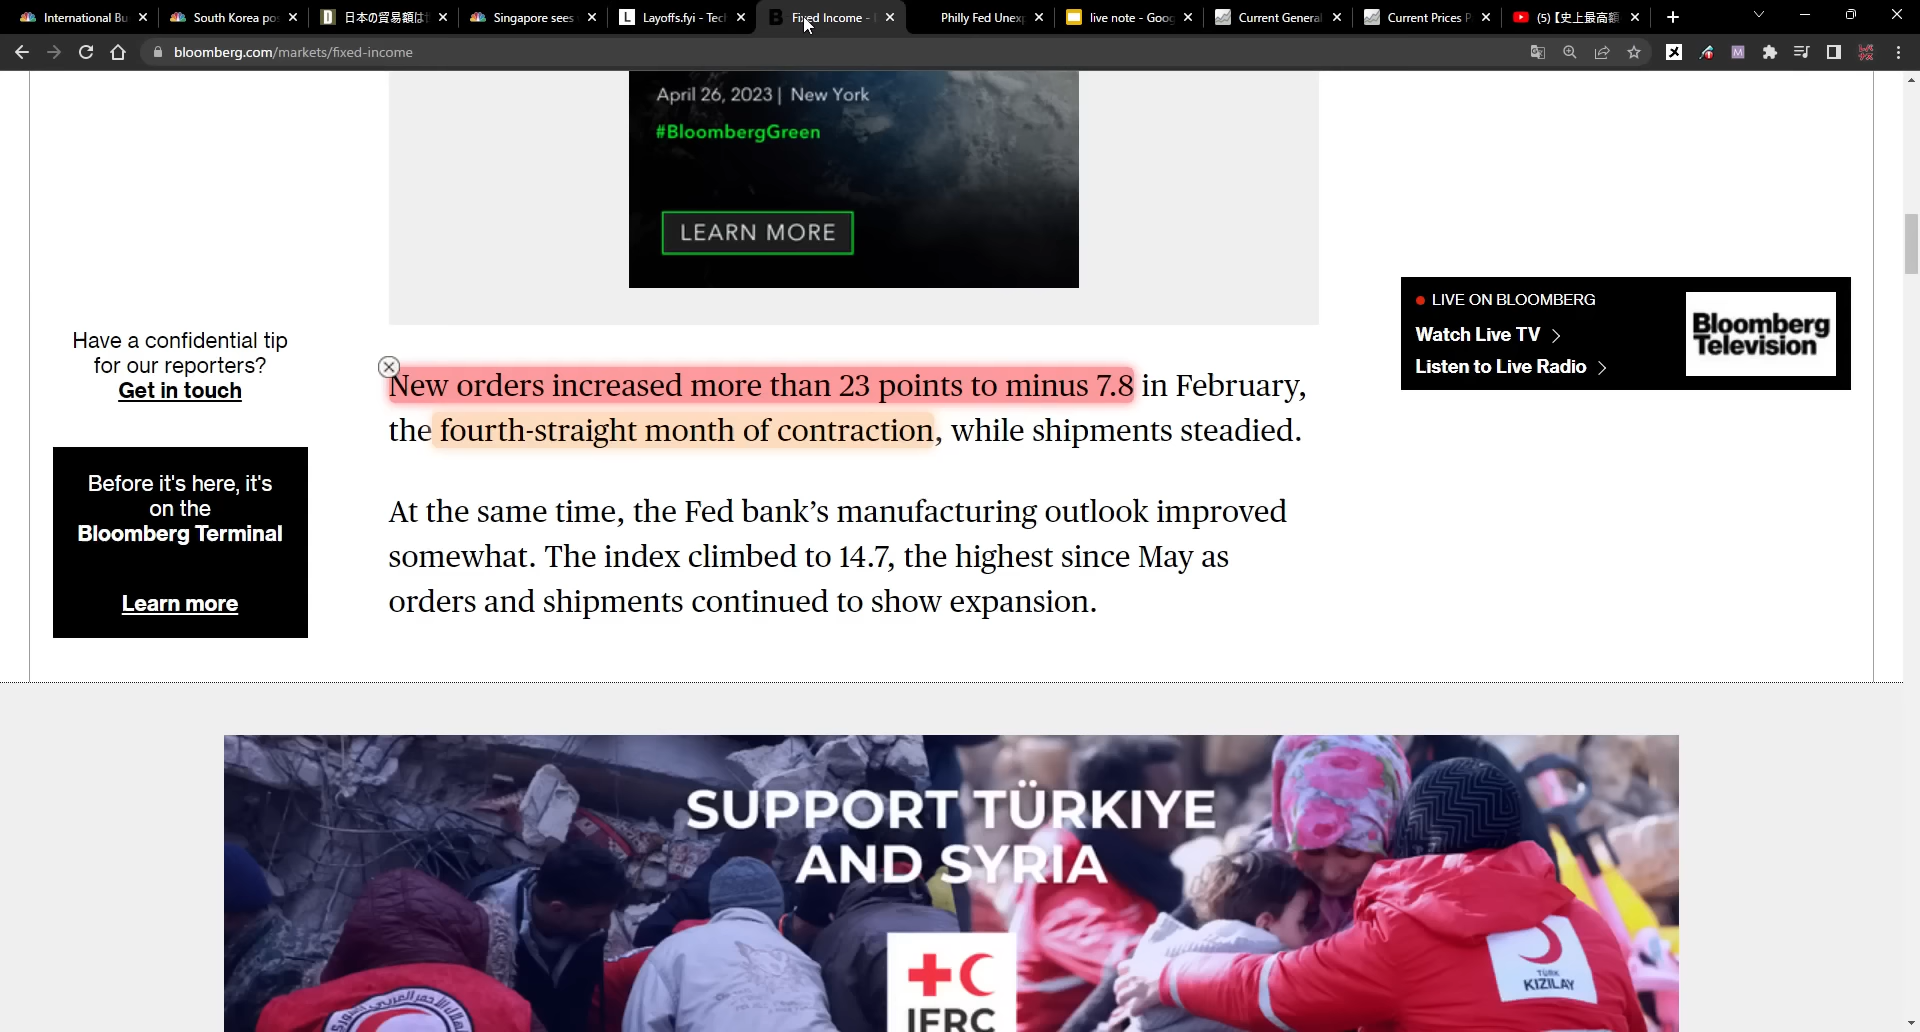 International Bu
South Korea po
日本の貿易額は
Singapore sees
Layoffs.fyi - Tec
Fixed Income -
Philly Fed Unex
live note - Goog
Current General
Current Prices P
(5)【史上最高額
bloomberg.com/markets/fixed-income
April 26, 2023 | New York
#BloombergGreen
LEARN MORE
Have a confidential tip
for our reporters?
Get in touch
LIVE ON BLOOMBERG
Watch Live TV
Listen to Live Radio
Bloomberg
Television
New orders increased more than 23 points to minus 7.8 in February,
the fourth-straight month of contraction, while shipments steadied.
Before it's here, it's
on the
Bloomberg Terminal
Learn more
At the same time, the Fed bank’s manufacturing outlook improved
somewhat. The index climbed to 14.7, the highest since May as
orders and shipments continued to show expansion.
SUPPORT TÜRKIYE
AND SYRIA
TÜRK
KIZILAY
IFRC